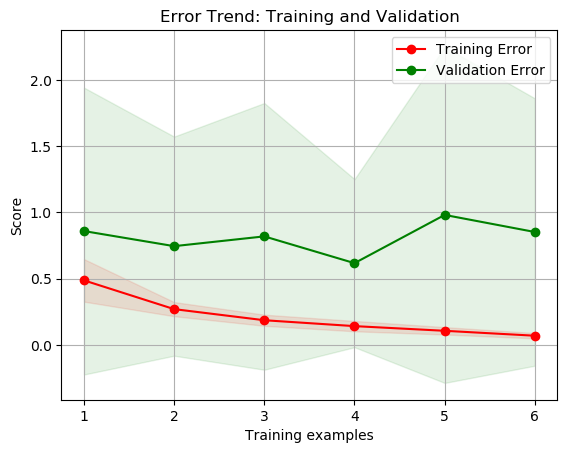 Error Trend: Training and Validation
Training Error
Validation Error
2.0
1.5
1.0
0.5
0.0
Score
1 2 3 4 5 6
Training examples